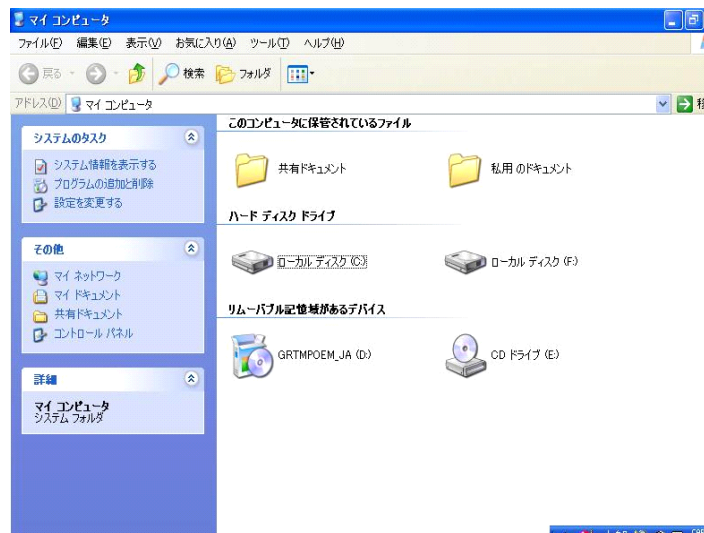 マイ コンピュータ
ファイル(F) 編集(E) 表示(V) お気に入り(A) ツール(T) ヘルプ(H)
戻る 検索 フォルダ
アドレス(D) マイ コンピュータ
システムのタスク
システム情報を表示する
プログラムの追加と削除
設定を変更する
その他
マイ ネットワーク
マイ ドキュメント
共有ドキュメント
コントロール パネル
詳細
マイ コンピュータ
システム フォルダ
このコンピュータに保管されているファイル
共有ドキュメント 私用 のドキュメント
ハード ディスク ドライブ
ローカル ディスク (C:) ローカル ディスク (F:)
リムーバブル記憶域があるデバイス
GRTMPOEM_JA (D:) CD ドライブ (E:)